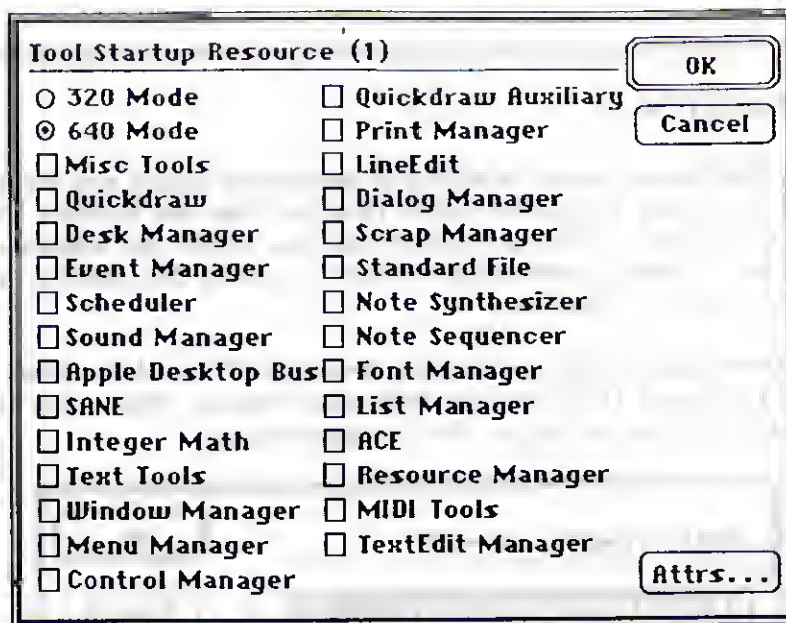 Tool Startup Resource (1)
OK
Cancel
320 Mode
640 Mode
Misc Tools
Quickdraw
Desk Manager
Event Manager
Scheduler
Sound Manager
Apple Desktop Bus
SANE
Integer Math
Text Tools
Window Manager
Menu Manager
Control Manager
Quickdraw Auxiliary
Print Manager
LineEdit
Dialog Manager
Scrap Manager
Standard File
Note Synthesizer
Note Sequencer
Font Manager
List Manager
ACE
Resource Manager
MIDI Tools
TextEdit Manager
Attrs...